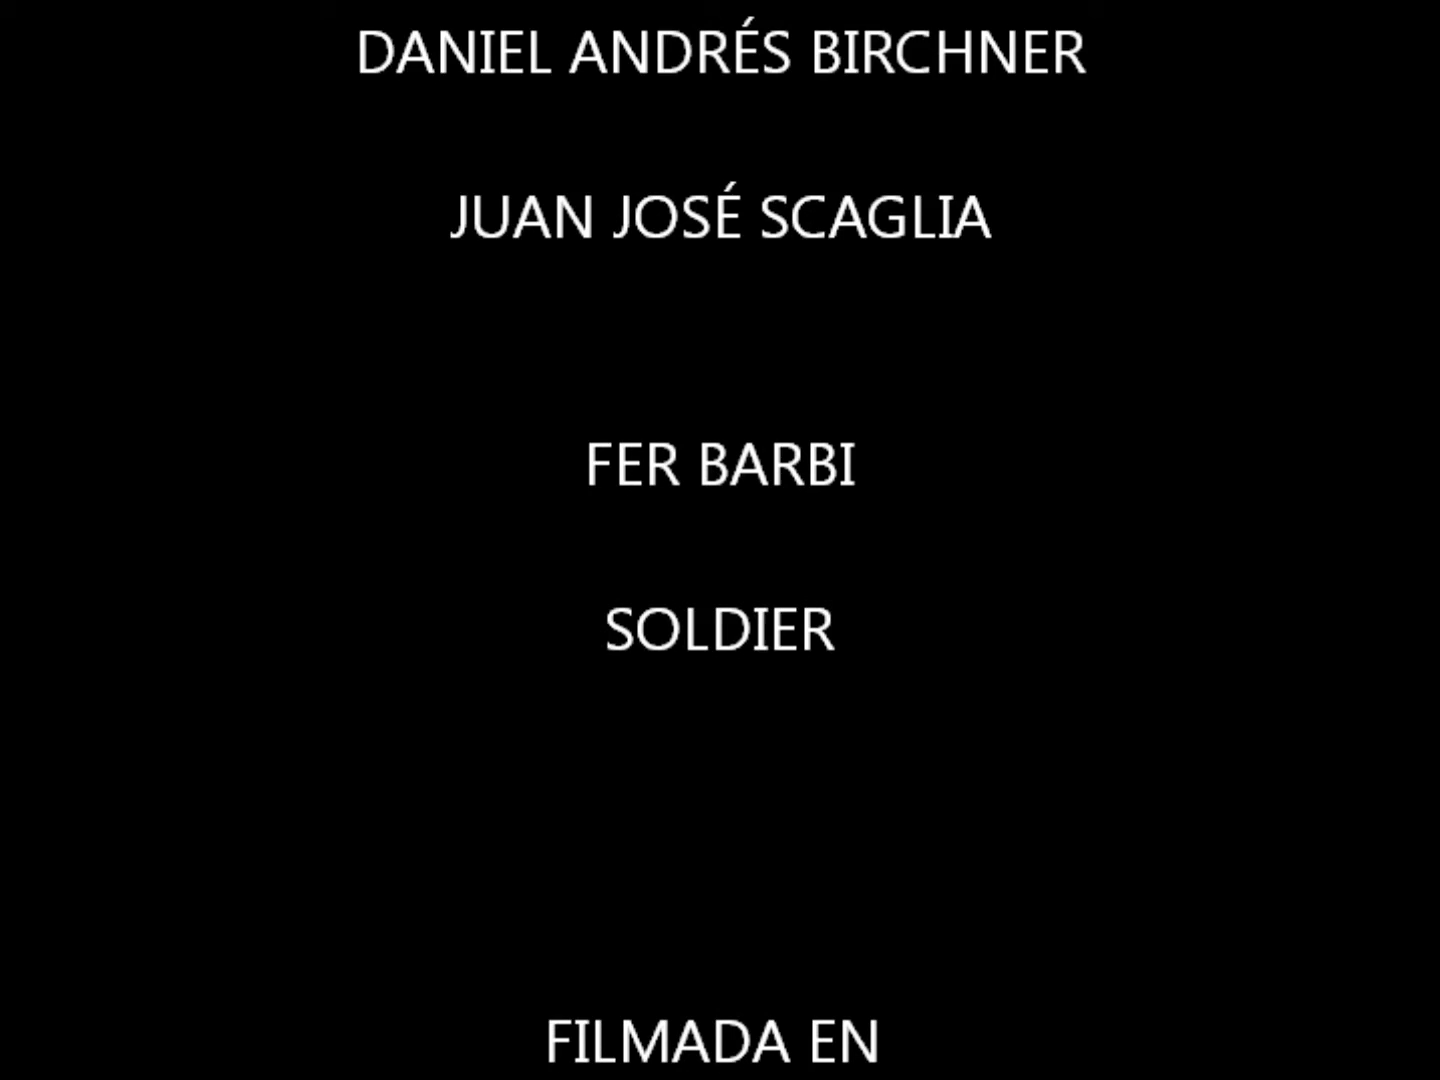 DANIEL ANDRÉS BIRCHNER
JUAN JOSÉ SCAGLIA
FER BARBI
SOLDIER
FILMADA EN